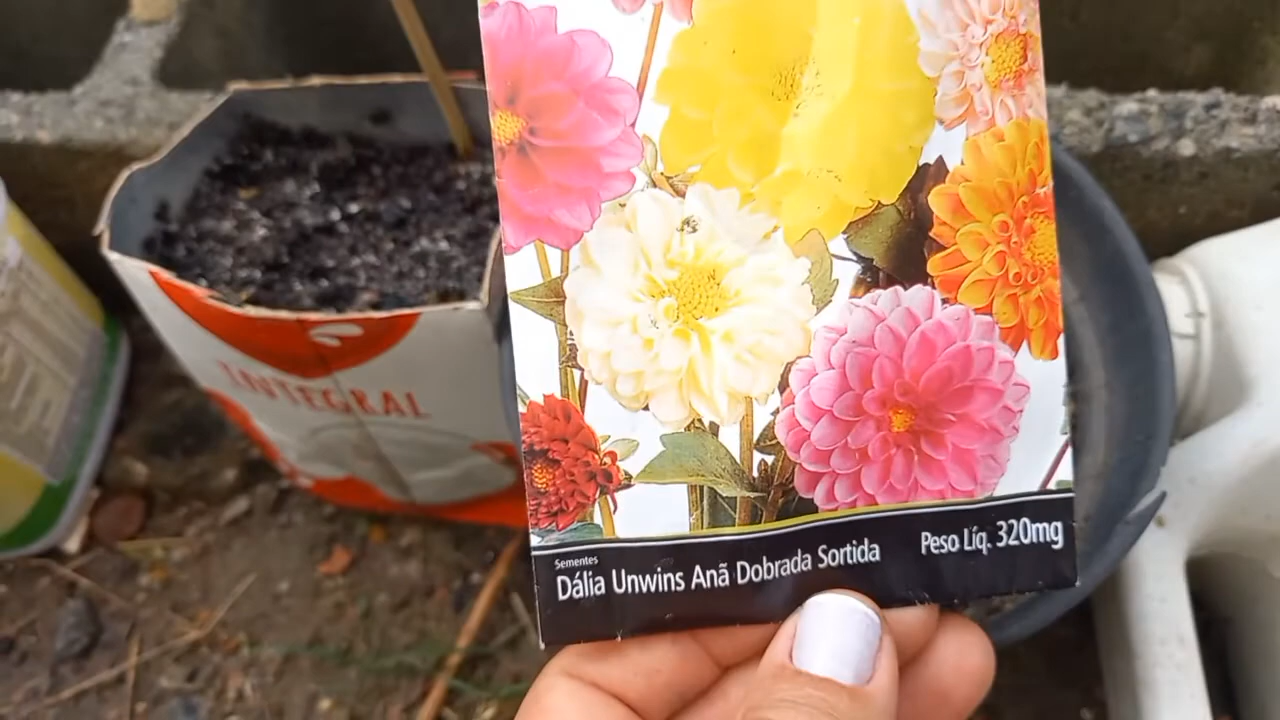 INTEGRAL
Sementes
Dália Unwins Anã Dobrada Sortida
Peso Líq. 320mg